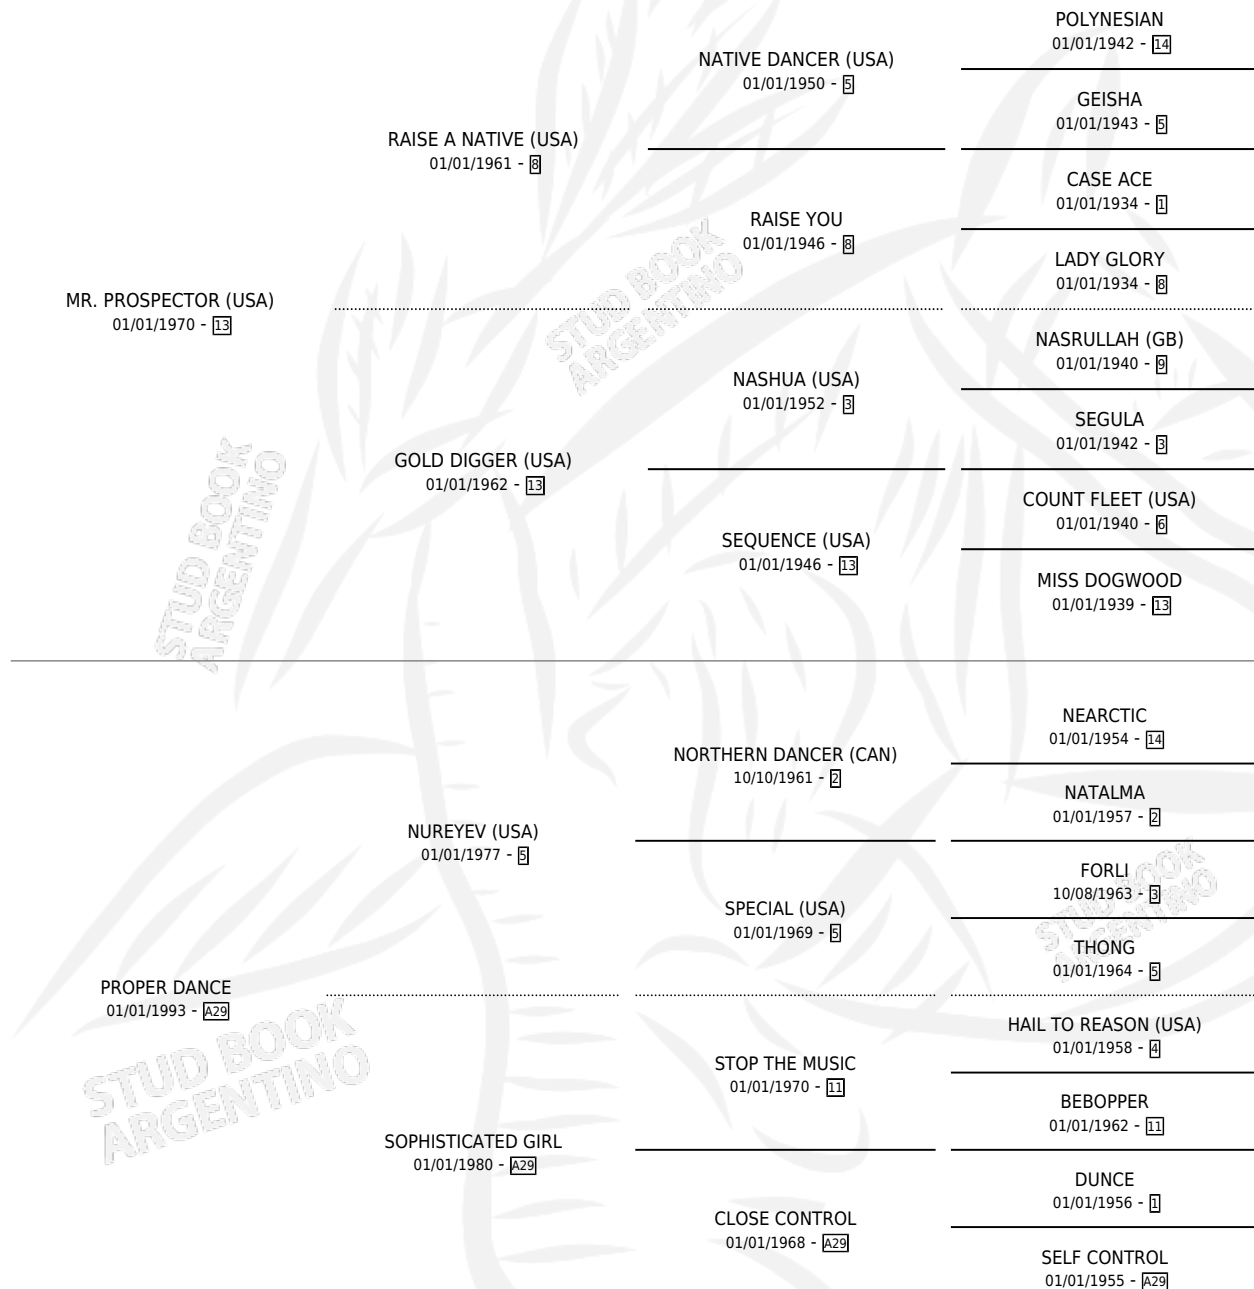 POLYNESIAN
01/01/1942 - 14
NATIVE DANCER (USA)
01/01/1950 - 5
GEISHA
01/01/1943 - 5
RAISE A NATIVE (USA)
01/01/1961 - 8
CASE ACE
01/01/1934 - 1
RAISE YOU
01/01/1946 - 8
LADY GLORY
01/01/1934 - 8
MR. PROSPECTOR (USA)
01/01/1970 - 13
NASRULLAH (GB)
01/01/1940 - 9
NASHUA (USA)
01/01/1952 - 3
SEGULA
01/01/1942 - 3
GOLD DIGGER (USA)
01/01/1962 - 13
COUNT FLEET (USA)
01/01/1940 - 6
SEQUENCE (USA)
01/01/1946 - 13
MISS DOGWOOD
01/01/1939 - 13
NEARCTIC
01/01/1954 - 14
NORTHERN DANCER (CAN)
10/10/1961 - 2
NATALMA
01/01/1957 - 2
NUREYEV (USA)
01/01/1977 - 5
FORLI
10/08/1963 - 3
SPECIAL (USA)
01/01/1969 - 5
THONG
01/01/1964 - 5
PROPER DANCE
01/01/1993 - A29
HAIL TO REASON (USA)
01/01/1958 - 4
STOP THE MUSIC
01/01/1970 - 11
BEBOPPER
01/01/1962 - 11
SOPHISTICATED GIRL
01/01/1980 - A29
DUNCE
01/01/1956 - 1
CLOSE CONTROL
01/01/1968 - A29
SELF CONTROL
01/01/1955 - A29
STUD BOOK
ARGENTINO
STUD BOOK
ARGENTINO
STUD BOOK
ARGENTINO
STUD BOOK
ARGENTINO